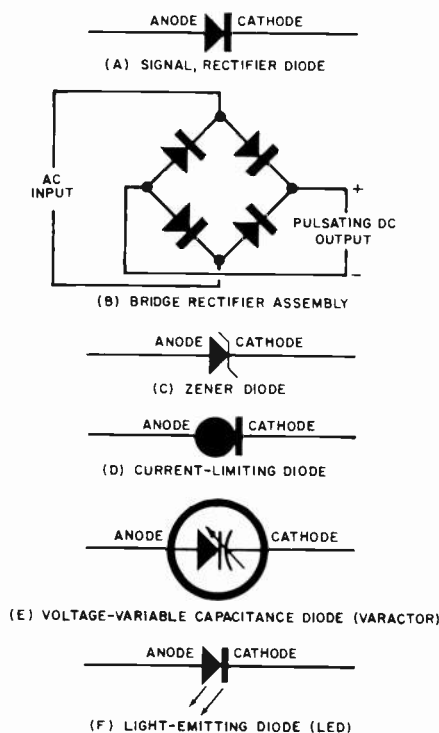 ANODE CATHODE
(A) SIGNAL, RECTIFIER DIODE
AC
INPUT
+
PULSATING DC
OUTPUT
-
(B) BRIDGE RECTIFIER ASSEMBLY
ANODE CATHODE
(C) ZENER DIODE
ANODE CATHODE
(D) CURRENT-LIMITING DIODE
ANODE CATHODE
(E) VOLTAGE-VARIABLE CAPACITANCE DIODE (VARACTOR)
ANODE CATHODE
(F) LIGHT-EMITTING DIODE (LED)